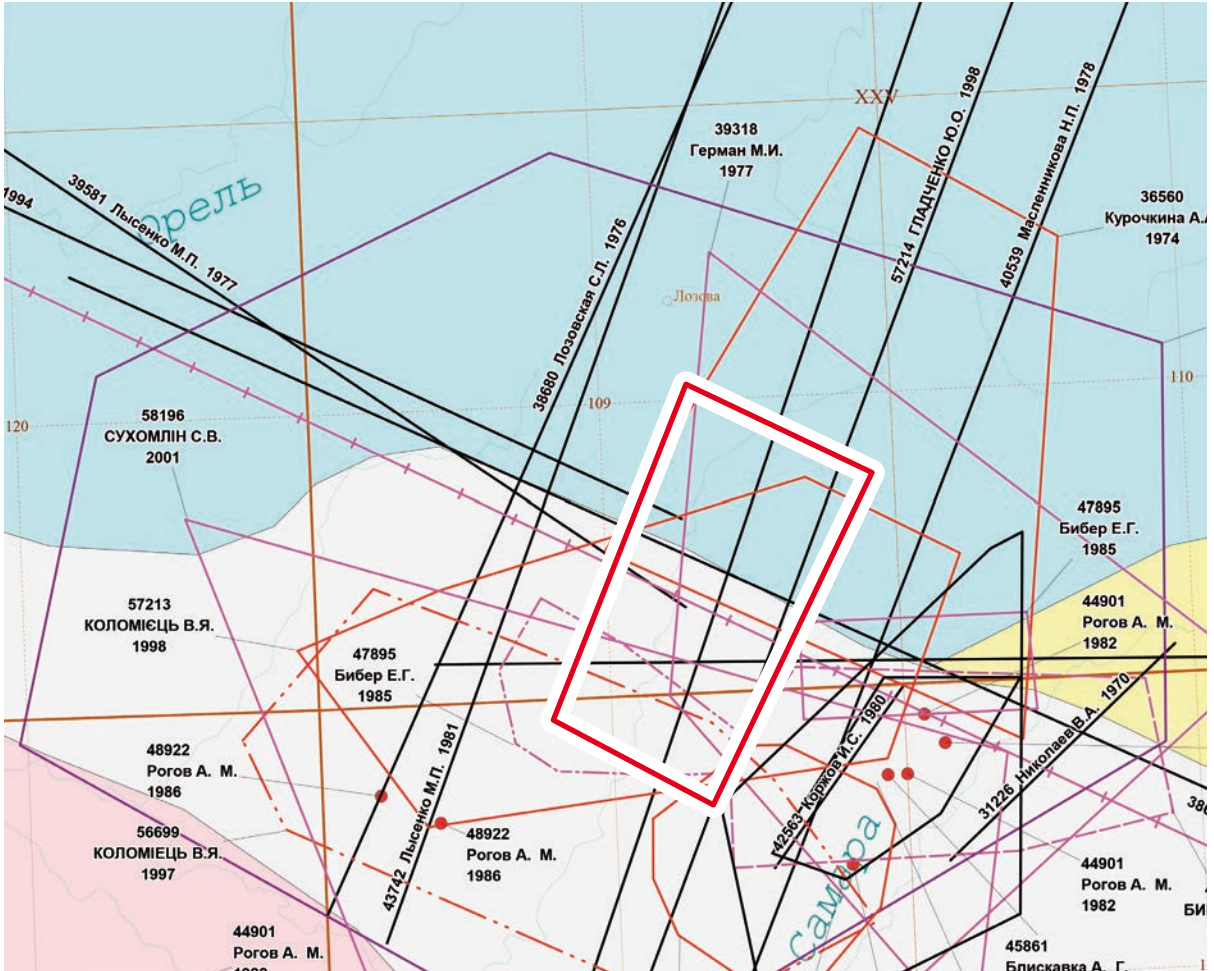 XXV
39318
Герман М.И.
1977
57214 ГЛАДЧЕНКО Ю.О. 1998
40539 Масленникова Н.П. 1978
36560
Курочкина А.А
1974
39581 Лысенко М.П. 1977
1994
Орель
38680 Лозовская С.Л. 1976
Лозова
109
110
120
58196
СУХОМЛІН С.В.
2001
47895
Бибер Е.Г.
1985
57213
КОЛОМІЄЦЬ В.Я.
1998
44901
Рогов А. М.
1982
47895
Бибер Е.Г.
1985
48922
Рогов А. М.
1986
43742 Лысенко М.П. 1981
42563 Коржов И.С. 1980
31226 Николаев В.А. 1970
386
56699
КОЛОМІЕЦЬ В.Я.
1997
48922
Рогов А. М.
1986
Самара
44901
Рогов А. М.
1982
БИ
44901
Рогов А. М.
45861
Блискавка А. Г.